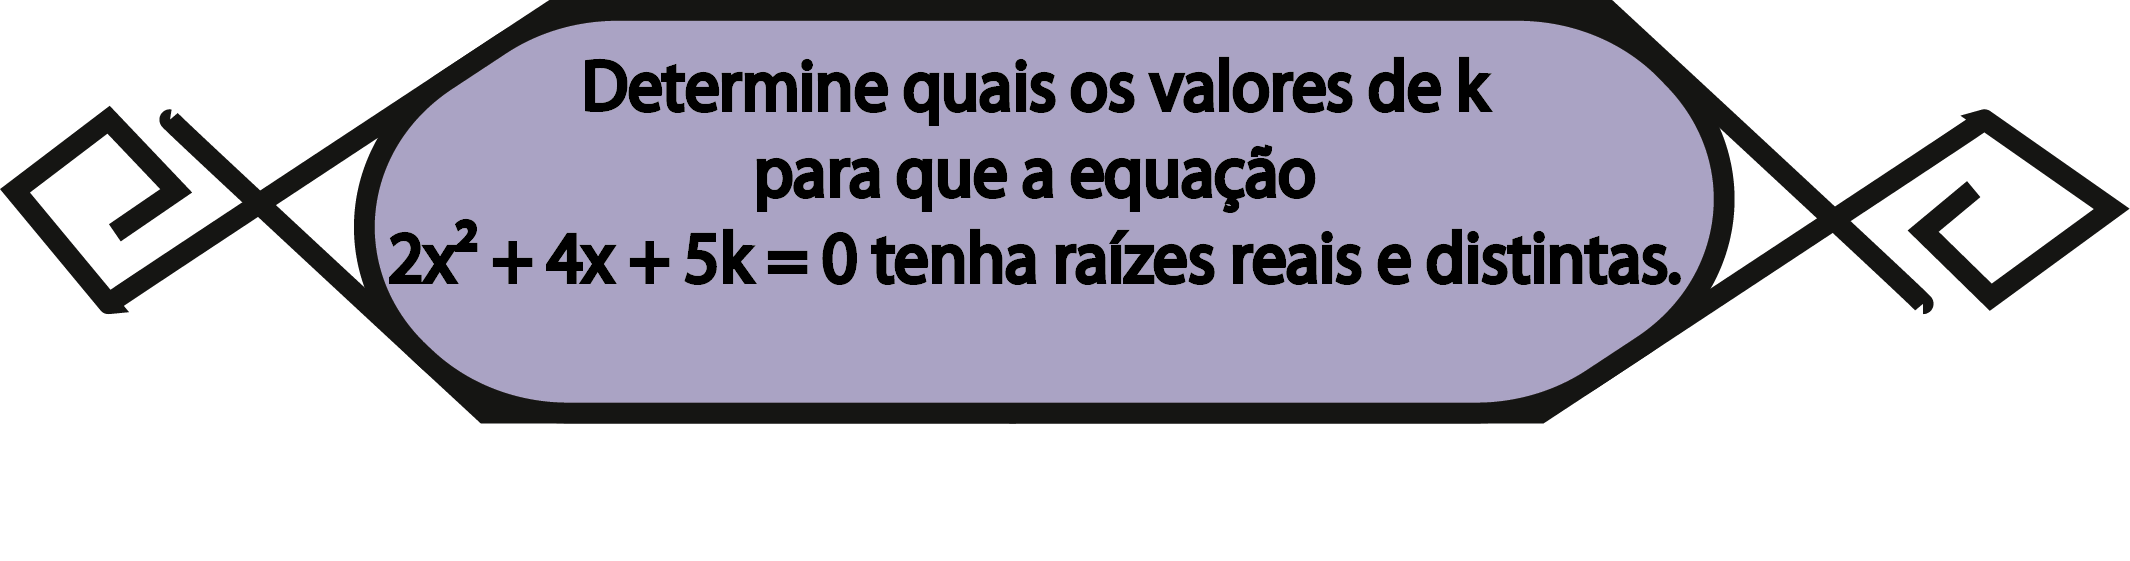 Determine quais os valores de k
para que a equação
2x² + 4x + 5k = 0 tenha raízes reais e distintas.